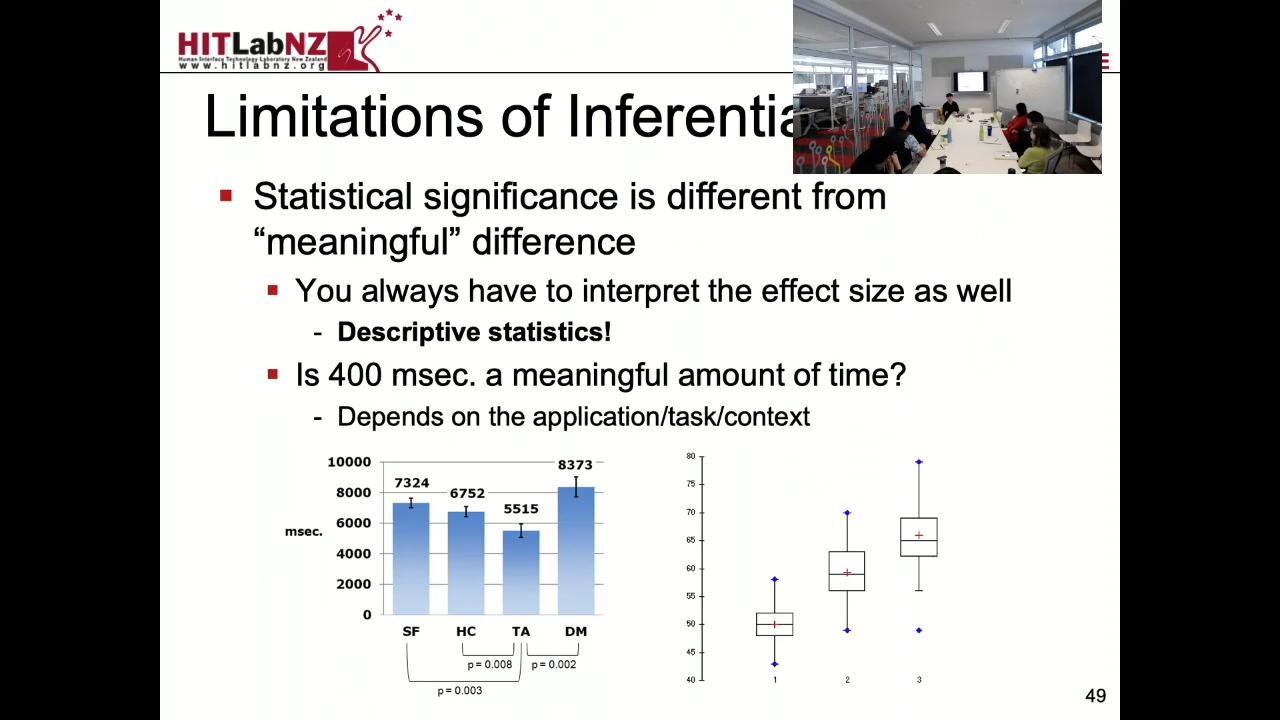 HITLabNZ
Human Interface Technology Laboratory New Zealand
www.hitlabnz.org
E
Limitations of Inferentia
▪ Statistical significance is different from
“meaningful” difference
▪ You always have to interpret the effect size as well
- Descriptive statistics!
▪ Is 400 msec. a meaningful amount of time?
- Depends on the application/task/context
10000
8000
6000
4000
2000
0
msec.
7324
6752
5515
8373
SF HC TA DM
p = 0.008 p = 0.002
p = 0.003
80
75
70
65
60
55
50
45
40
1 2 3
49